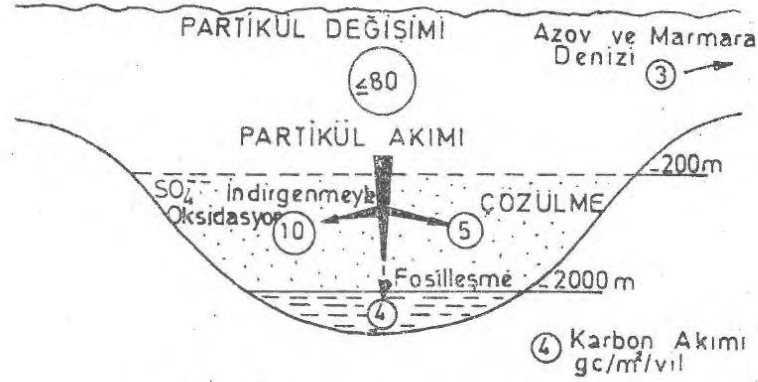 PARTİKÜL DEĞİŞİMİ
Azov ve Marmara
Denizi
3
≤80
PARTİKÜL AKIMI
-200m
SO₄⁻⁻ İndirgenmeyle
Oksidasyon
10
5
ÇÖZÜLME
Fosilleşme
-2000m
4
4 Karbon Akımı
gc/m²/yıl